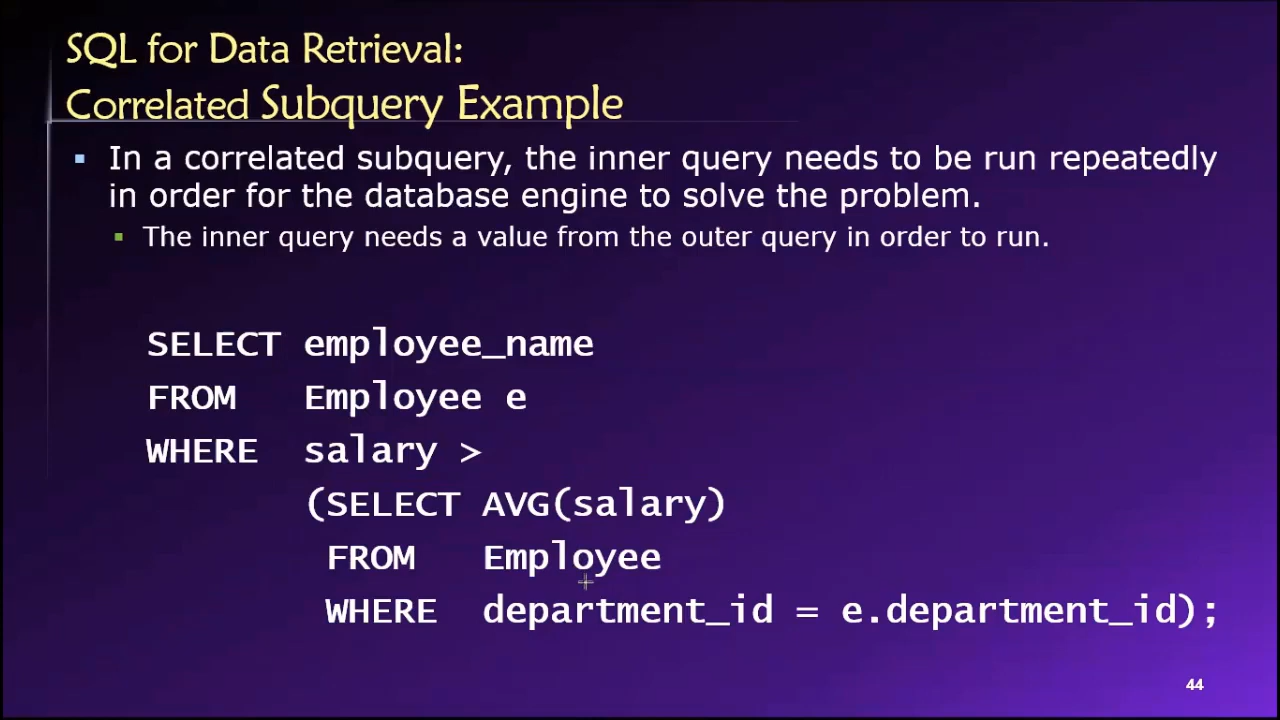 SQL for Data Retrieval:
Correlated Subquery Example
In a correlated subquery, the inner query needs to be run repeatedly
in order for the database engine to solve the problem.
The inner query needs a value from the outer query in order to run.
SELECT employee_name
FROM Employee e
WHERE salary >
(SELECT AVG(salary)
FROM Employee
WHERE department_id = e.department_id);
44